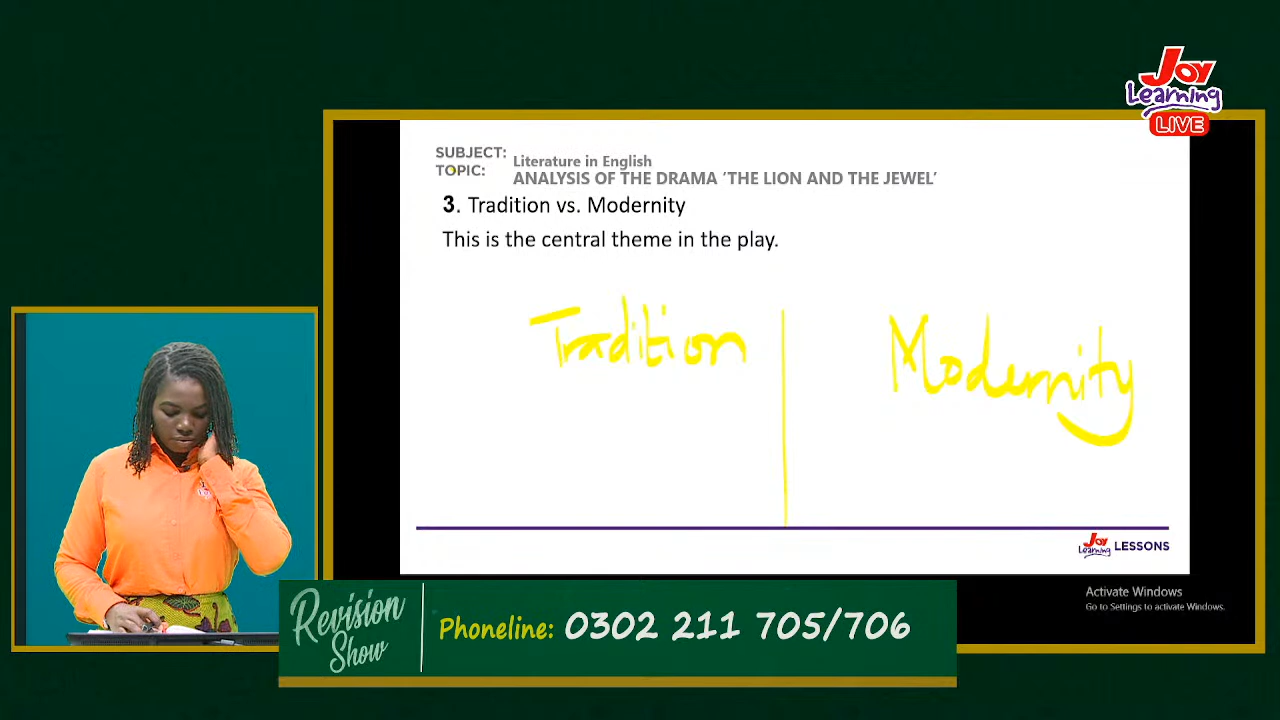 Joy
Learning
LIVE
SUBJECT: Literature in English
TOPIC: ANALYSIS OF THE DRAMA ‘THE LION AND THE JEWEL’
3. Tradition vs. Modernity
This is the central theme in the play.
Tradition
Modernity
Joy
Learning LESSONS
Activate Windows
Go to Settings to activate Windows.
Revision
Show
Phoneline: 0302 211 705/706